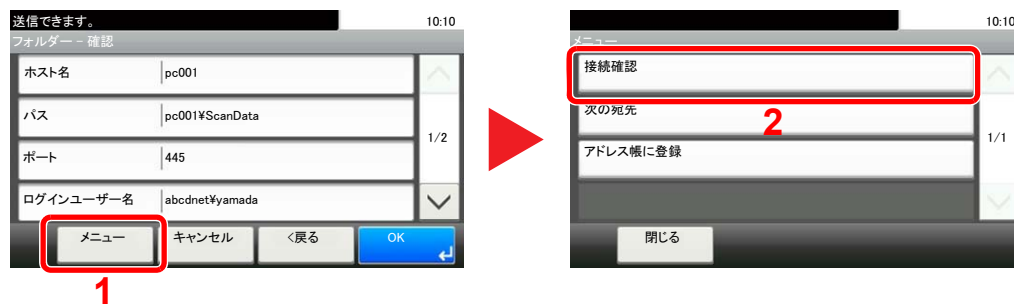 送信できます。 10:10
フォルダー - 確認
ホスト名 pc001
パス pc001¥ScanData
ポート 445
ログインユーザー名 abcdnet¥yamada
1/2
メニュー キャンセル <戻る OK
1
10:10
メニュー
接続確認
次の宛先
2
アドレス帳に登録
1/1
閉じる